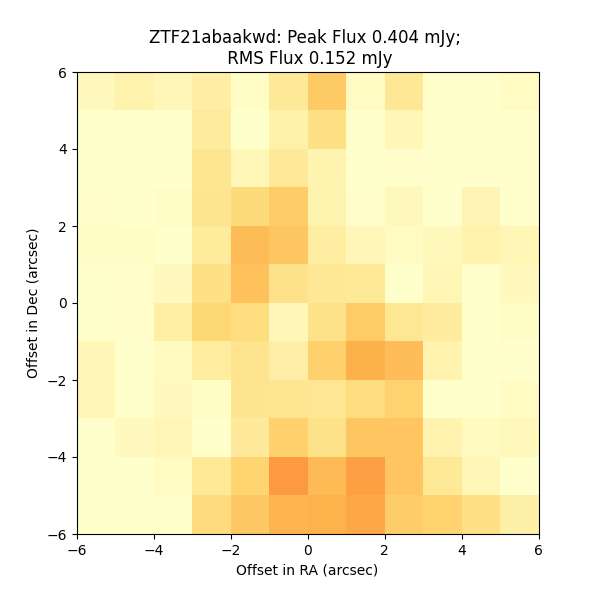 ZTF21abaakwd: Peak Flux 0.404 mJy;
RMS Flux 0.152 mJy
6
4
2
0
−2
−4
−6
Offset in Dec (arcsec)
−6 −4 −2 0 2 4 6
Offset in RA (arcsec)